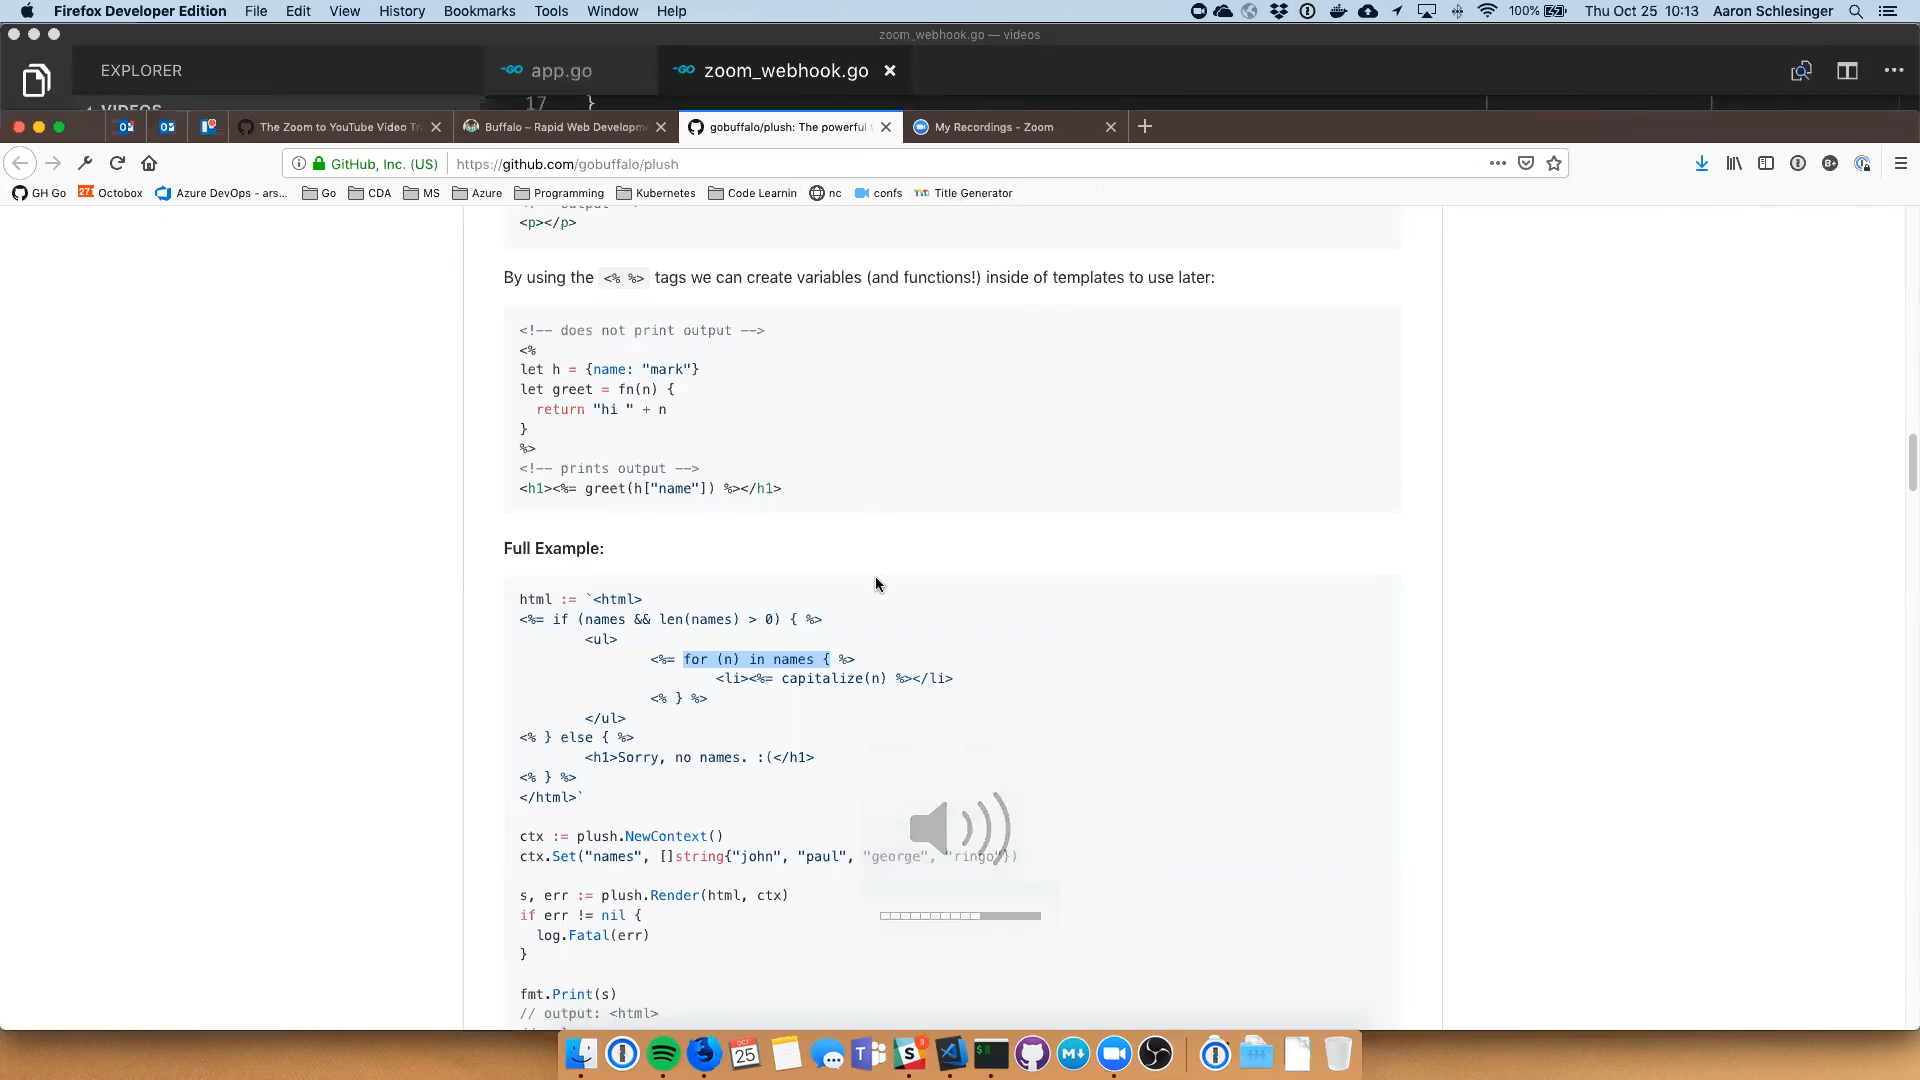 Firefox Developer Edition File Edit View History Bookmarks Tools Window Help 100% Thu Oct 25 10:13 Aaron Schlesinger
zoom_webhook.go — videos
EXPLORER app.go zoom_webhook.go
VIDEOS 17 }
The Zoom to YouTube Video Tr Buffalo – Rapid Web Developm gobuffalo/plush: The powerful t My Recordings - Zoom
GitHub, Inc. (US) https://github.com/gobuffalo/plush
GH Go 271 Octobox Azure DevOps - ars... Go CDA MS Azure Programming Kubernetes Code Learnin nc confs Title Generator
<p></p>
By using the <% %> tags we can create variables (and functions!) inside of templates to use later:
<!-- does not print output -->
<%
let h = {name: "mark"}
let greet = fn(n) {
return "hi " + n
}
%>
<!-- prints output -->
<h1><%= greet(h["name"]) %></h1>
Full Example:
html := `<html>
<%= if (names && len(names) > 0) { %>
<ul>
<%= for (n) in names { %>
<li><%= capitalize(n) %></li>
<% } %>
</ul>
<% } else { %>
<h1>Sorry, no names. :(</h1>
<% } %>
</html>`
ctx := plush.NewContext()
ctx.Set("names", []string{"john", "paul", "george", "ringo"})
s, err := plush.Render(html, ctx)
if err != nil {
log.Fatal(err)
}
fmt.Print(s)
// output: <html>
OCT
25
3